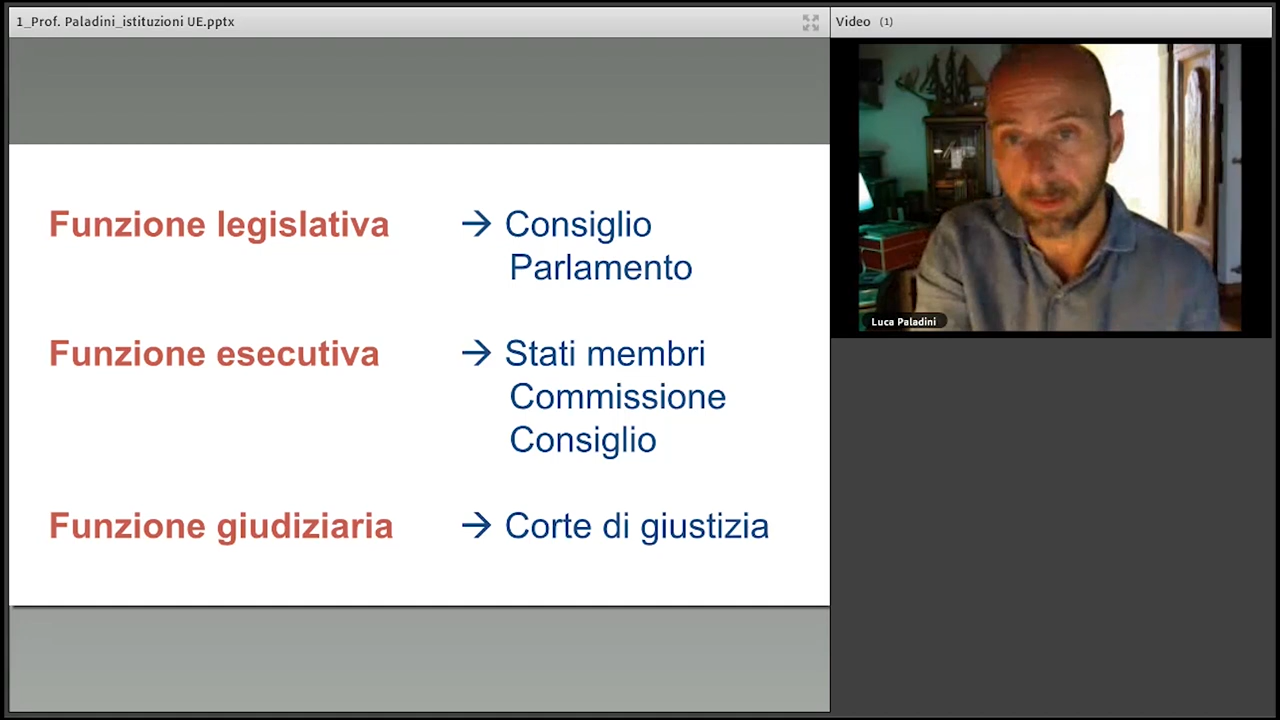 1_Prof. Paladini_istituzioni UE.pptx
Video (1)
Funzione legislativa → Consiglio
Parlamento
Funzione esecutiva → Stati membri
Commissione
Consiglio
Funzione giudiziaria → Corte di giustizia
Luca Paladini